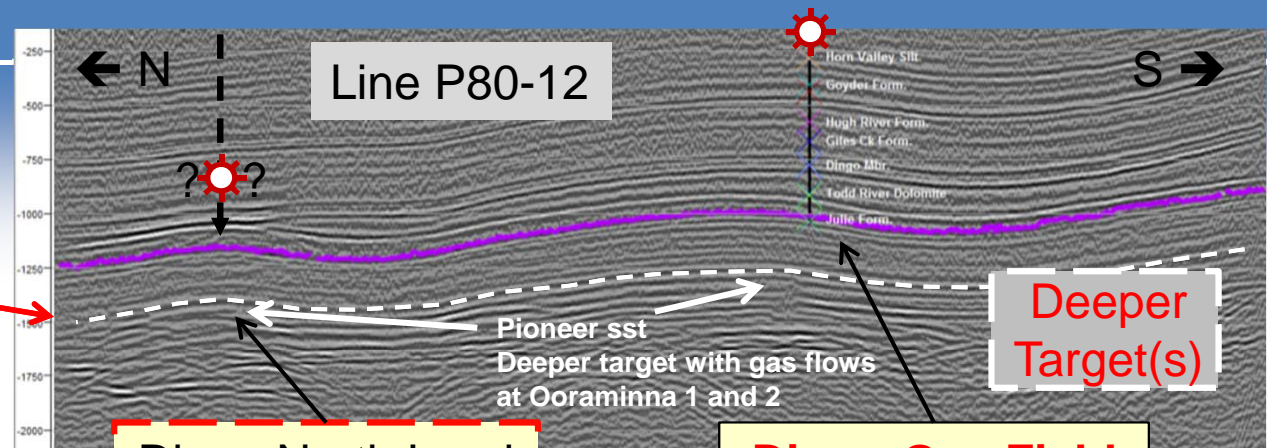 -250
N
Line P80-12
S
Horn Valley Slt
Goyder Form.
-500
Hugh River Form.
Giles Ck Form.
-750
? ?
Dingo Mbr.
Todd River Dolomite
-1000
Julie Form.
-1250
Deeper
Target(s)
-1500
Pioneer sst
Deeper target with gas flows
at Ooraminna 1 and 2
-1750
-2000